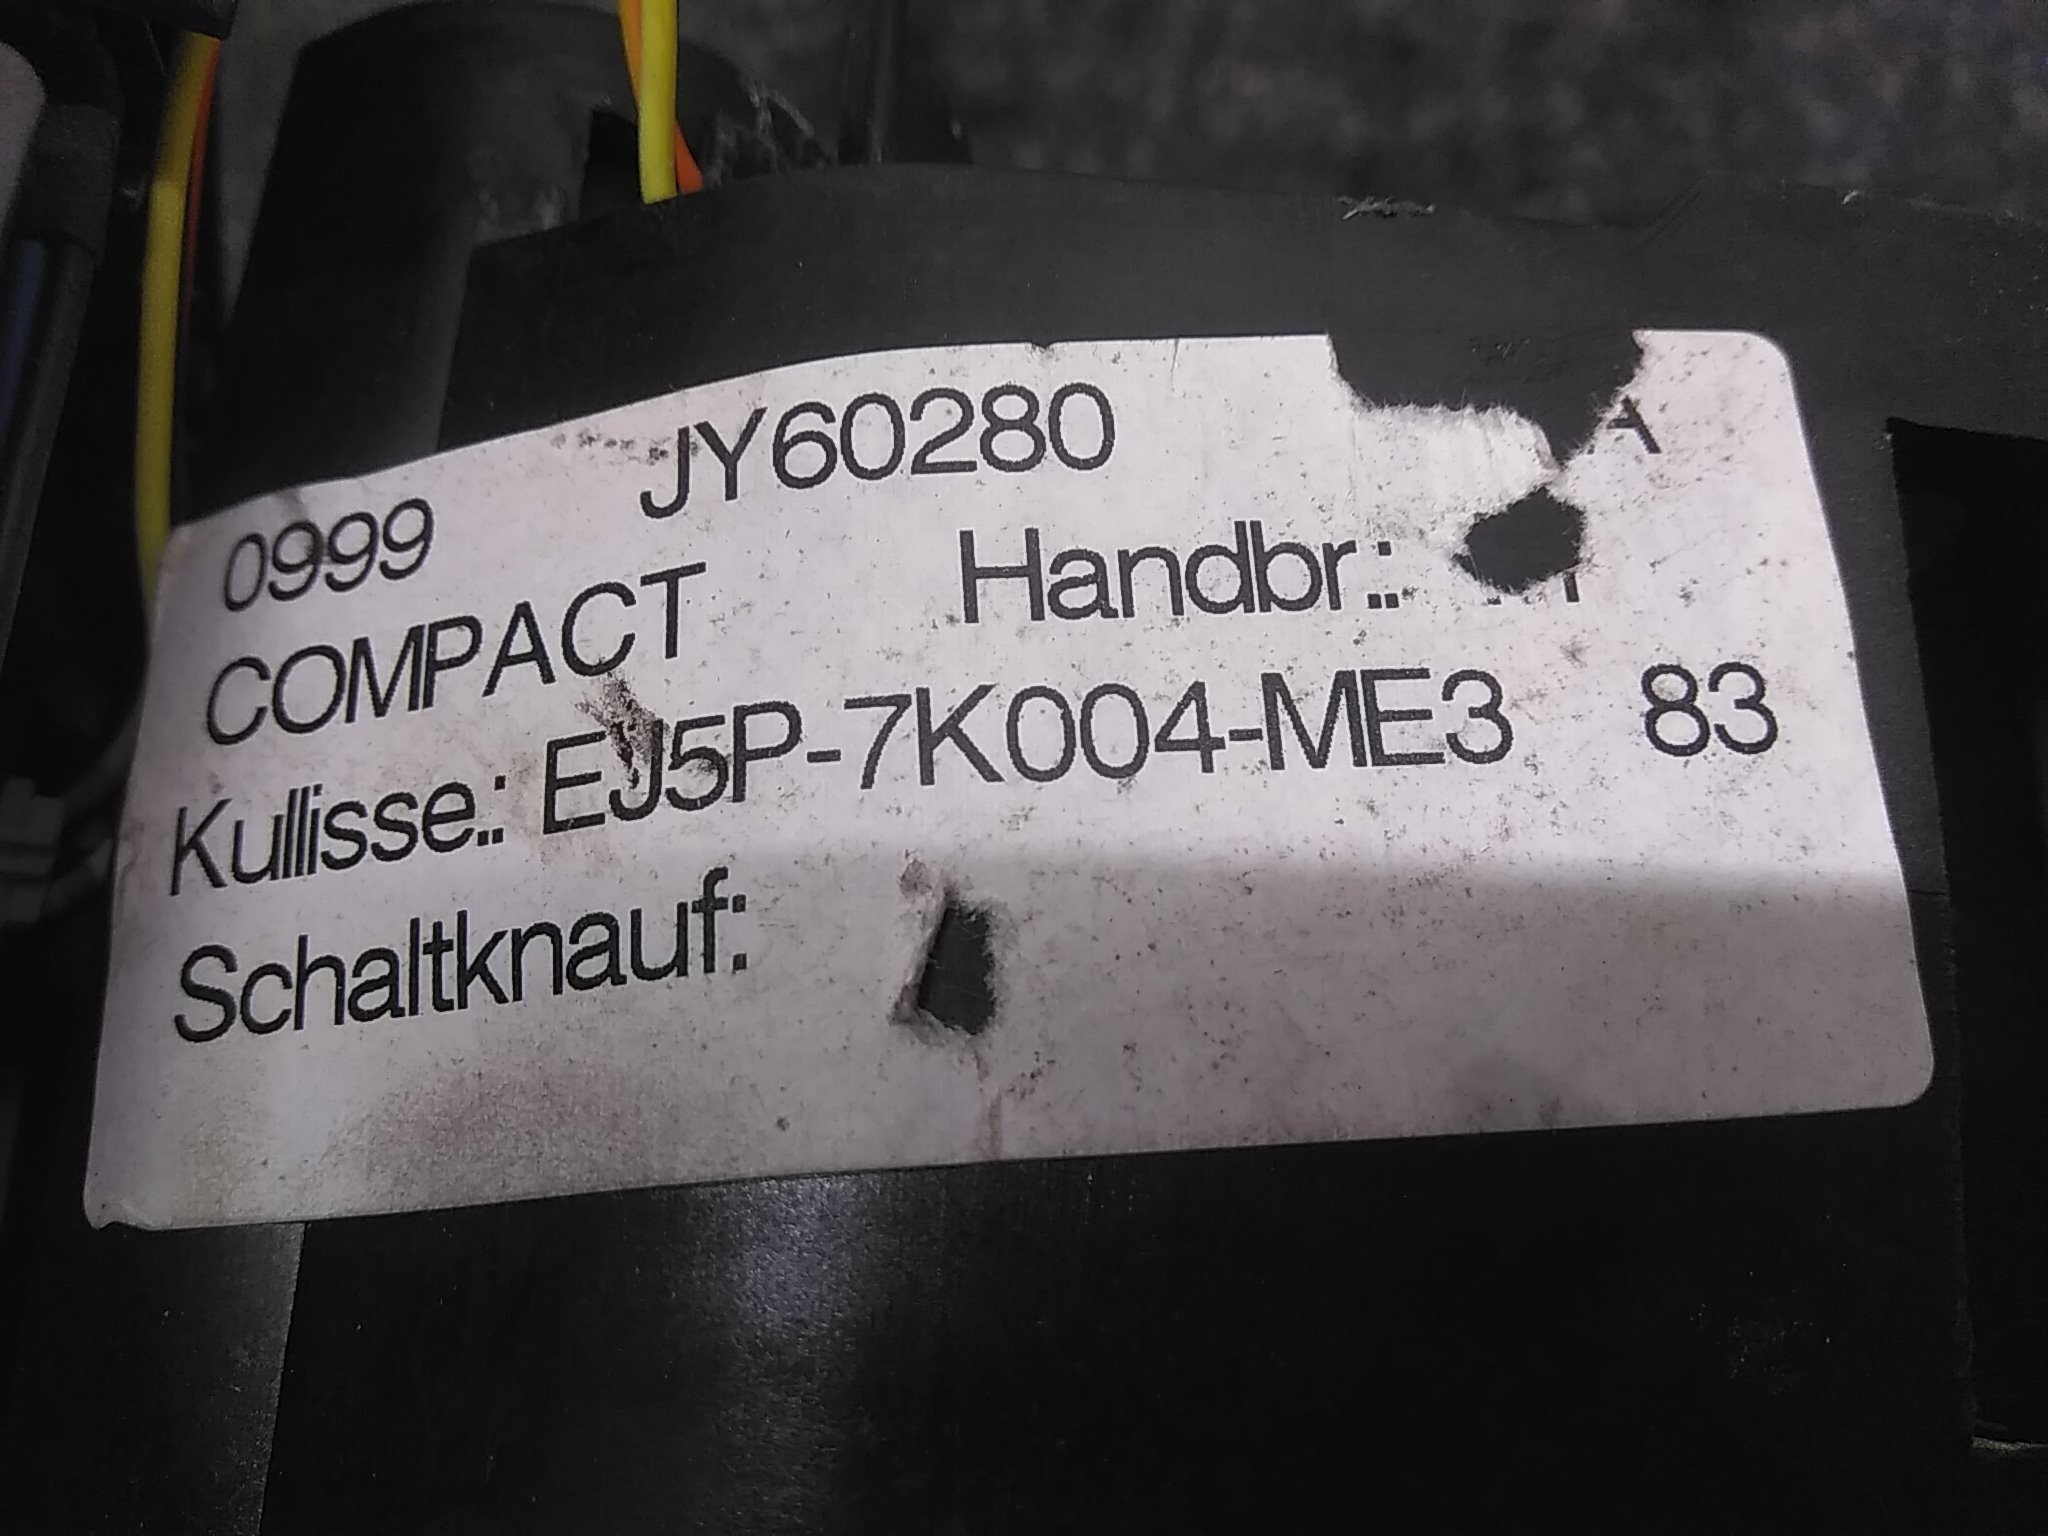 0999 JY60280 A
COMPACT Handbr.:
Kullisse.: EJ5P-7K004-ME3 83
Schaltknauf: